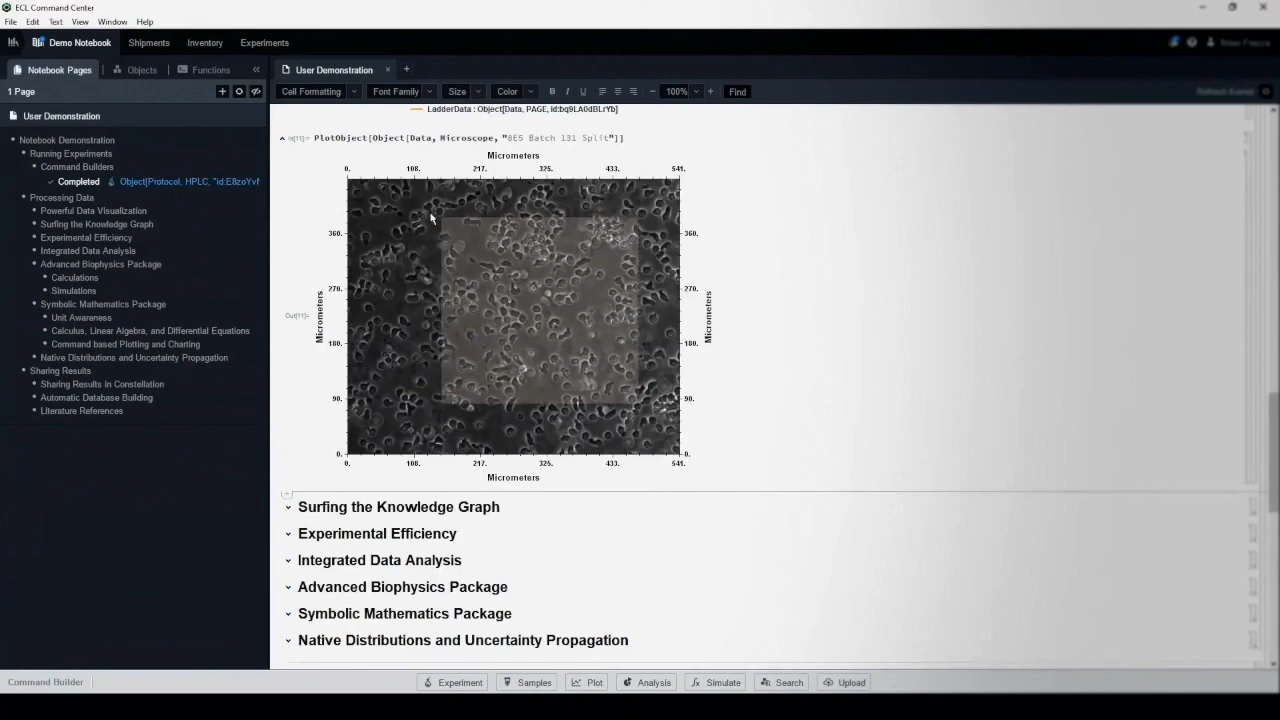 ECL Command Center
File Edit Text View Window Help
Demo Notebook Shipments Inventory Experiments
Notebook Pages Objects Functions
User Demonstration
1 Page
Cell Formatting Font Family Size Color B I U 100% Find
User Demonstration
Notebook Demonstration
Running Experiments
Command Builders
Completed Object[Protocol, HPLC, "id:E8zoYvM
Processing Data
Powerful Data Visualization
Surfing the Knowledge Graph
Experimental Efficiency
Integrated Data Analysis
Advanced Biophysics Package
Calculations
Simulations
Symbolic Mathematics Package
Unit Awareness
Calculus, Linear Algebra, and Differential Equations
Command based Plotting and Charting
Native Distributions and Uncertainty Propagation
Sharing Results
Sharing Results in Constellation
Automatic Database Building
Literature References
LadderData : Object[Data, PAGE, id:bq9LA0dBLrYb]
In[11]:= PlotObject[Object[Data, Microscope, "8E5 Batch 131 Split"]]
Micrometers
0. 108. 217. 325. 433. 541.
360. 360.
270. 270.
Out[11]=
Micrometers Micrometers
180. 180.
90. 90.
0. 0.
0. 108. 217. 325. 433. 541.
Micrometers
Surfing the Knowledge Graph
Experimental Efficiency
Integrated Data Analysis
Advanced Biophysics Package
Symbolic Mathematics Package
Native Distributions and Uncertainty Propagation
Command Builder Experiment Samples Plot Analysis Simulate Search Upload